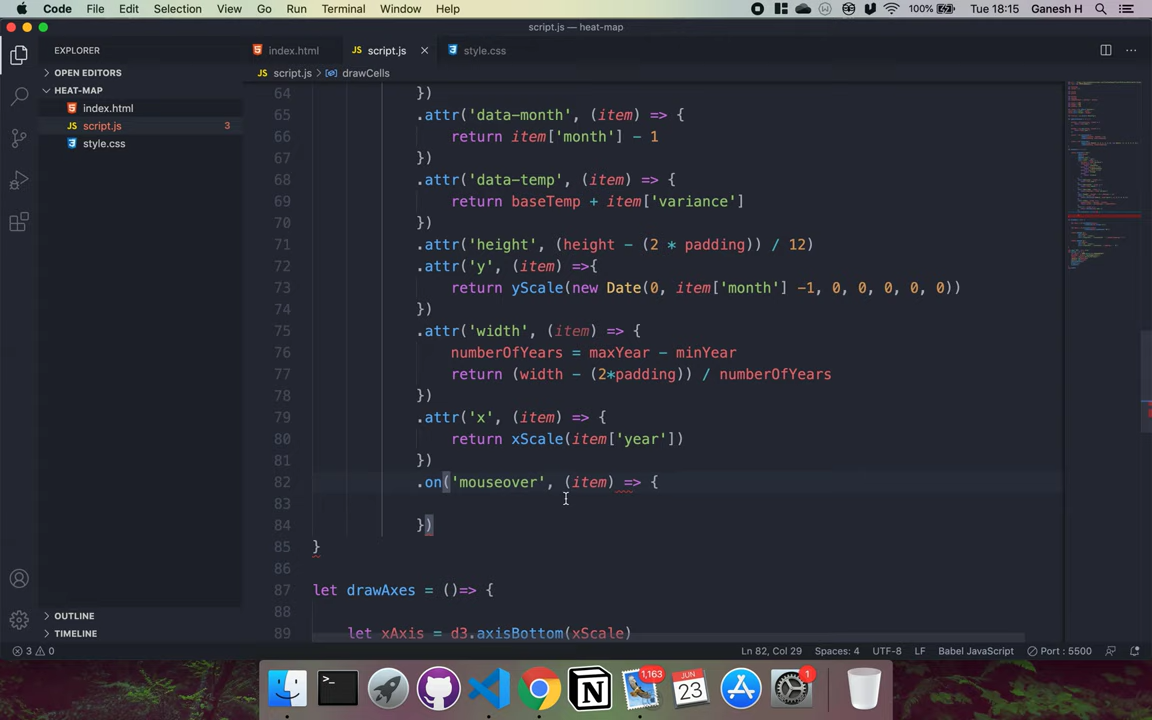 Code File Edit Selection View Go Run Terminal Window Help 100% Tue 18:15 Ganesh H
script.js — heat-map
EXPLORER
index.html
JS script.js
style.css
OPEN EDITORS
JS script.js > drawCells
HEAT-MAP
index.html
JS script.js 3
style.css
64 })
65 .attr('data-month', (item) => {
66 return item['month'] - 1
67 })
68 .attr('data-temp', (item) => {
69 return baseTemp + item['variance']
70 })
71 .attr('height', (height - (2 * padding)) / 12)
72 .attr('y', (item) =>{
73 return yScale(new Date(0, item['month'] -1, 0, 0, 0, 0, 0))
74 })
75 .attr('width', (item) => {
76 numberOfYears = maxYear - minYear
77 return (width - (2*padding)) / numberOfYears
78 })
79 .attr('x', (item) => {
80 return xScale(item['year'])
81 })
82 .on('mouseover', (item) => {
83
84 })
85 }
86
87 let drawAxes = ()=> {
88
89 let xAxis = d3.axisBottom(xScale)
OUTLINE
TIMELINE
3 0 Ln 82, Col 29 Spaces: 4 UTF-8 LF Babel JavaScript Port : 5500
1,163
JUN
23
1